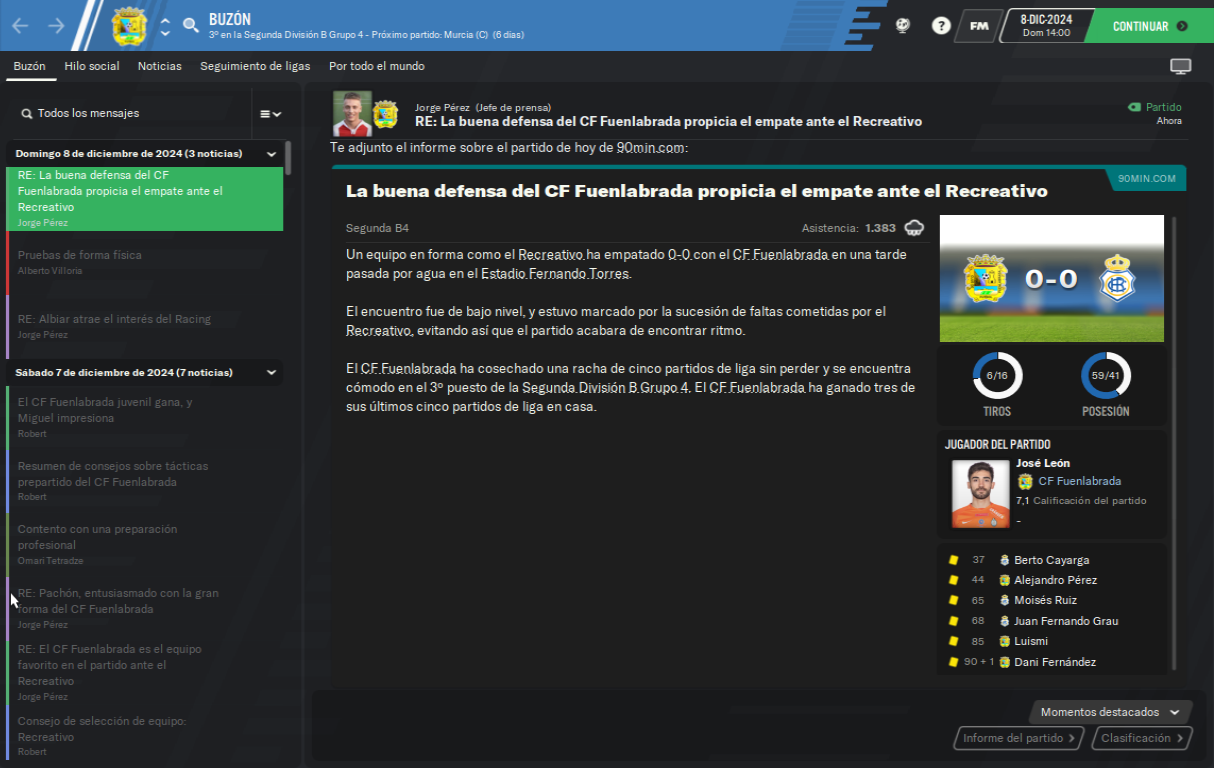 BUZÓN
3º en la Segunda División B Grupo 4 - Próximo partido: Murcia (C) (6 días)
?
FM
8-DIC-2024
Dom 14:00
CONTINUAR
Buzón Hilo social Noticias Seguimiento de ligas Por todo el mundo
Todos los mensajes
Domingo 8 de diciembre de 2024 (3 noticias)
RE: La buena defensa del CF
Fuenlabrada propicia el empate ante el
Recreativo
Jorge Pérez
Pruebas de forma física
Alberto Villoria
RE: Albiar atrae el interés del Racing
Jorge Pérez
Sábado 7 de diciembre de 2024 (7 noticias)
El CF Fuenlabrada juvenil gana, y
Miguel impresiona
Robert
Resumen de consejos sobre tácticas
prepartido del CF Fuenlabrada
Robert
Contento con una preparación
profesional
Omari Tetradze
RE: Pachón, entusiasmado con la gran
forma del CF Fuenlabrada
Jorge Pérez
RE: El CF Fuenlabrada es el equipo
favorito en el partido ante el
Recreativo
Jorge Pérez
Consejo de selección de equipo:
Recreativo
Robert
Jorge Pérez (Jefe de prensa)
RE: La buena defensa del CF Fuenlabrada propicia el empate ante el Recreativo
Partido
Ahora
Te adjunto el informe sobre el partido de hoy de 90min.com:
90MIN.COM
La buena defensa del CF Fuenlabrada propicia el empate ante el Recreativo
Segunda B4
Asistencia: 1.383
Un equipo en forma como el Recreativo ha empatado 0-0 con el CF Fuenlabrada en una tarde
pasada por agua en el Estadio Fernando Torres.
El encuentro fue de bajo nivel, y estuvo marcado por la sucesión de faltas cometidas por el
Recreativo, evitando así que el partido acabara de encontrar ritmo.
El CF Fuenlabrada ha cosechado una racha de cinco partidos de liga sin perder y se encuentra
cómodo en el 3º puesto de la Segunda División B Grupo 4. El CF Fuenlabrada ha ganado tres de
sus últimos cinco partidos de liga en casa.
0-0
6/16
TIROS
59/41
POSESIÓN
JUGADOR DEL PARTIDO
José León
CF Fuenlabrada
7,1 Calificación del partido
-
37 Berto Cayarga
44 Alejandro Pérez
65 Moisés Ruiz
68 Juan Fernando Grau
85 Luismi
90 + 1 Dani Fernández
Momentos destacados
Informe del partido
Clasificación